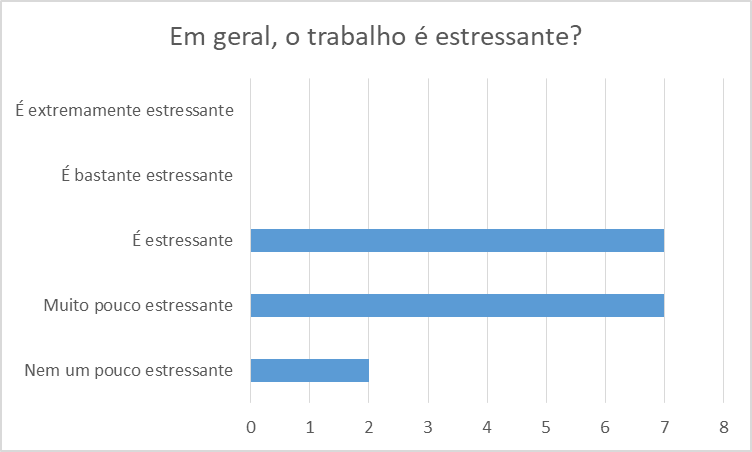 Em geral, o trabalho é estressante?
É extremamente estressante
É bastante estressante
É estressante
Muito pouco estressante
Nem um pouco estressante
0 1 2 3 4 5 6 7 8